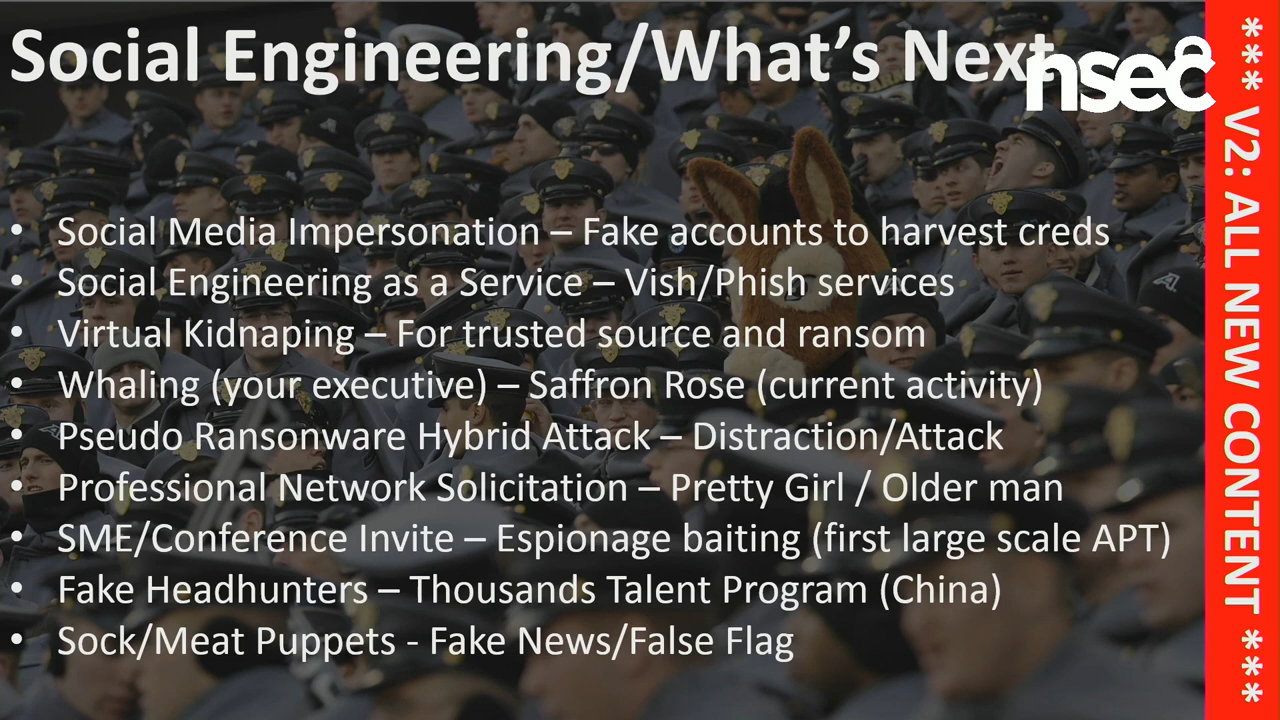 Social Engineering/What's Next
hsec
• Social Media Impersonation – Fake accounts to harvest creds
• Social Engineering as a Service – Vish/Phish services
• Virtual Kidnaping – For trusted source and ransom
• Whaling (your executive) – Saffron Rose (current activity)
• Pseudo Ransonware Hybrid Attack – Distraction/Attack
• Professional Network Solicitation – Pretty Girl / Older man
• SME/Conference Invite – Espionage baiting (first large scale APT)
• Fake Headhunters – Thousands Talent Program (China)
• Sock/Meat Puppets - Fake News/False Flag
*** V2: ALL NEW CONTENT ***